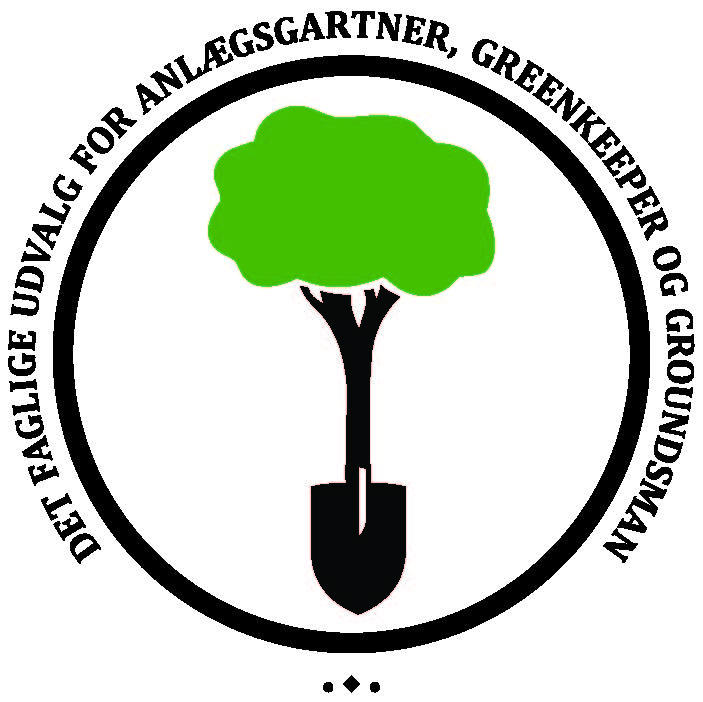 DET FAGLIGE UDVALG FOR ANLÆGSGARTNER, GREENKEEPER OG GROUNDSMAN